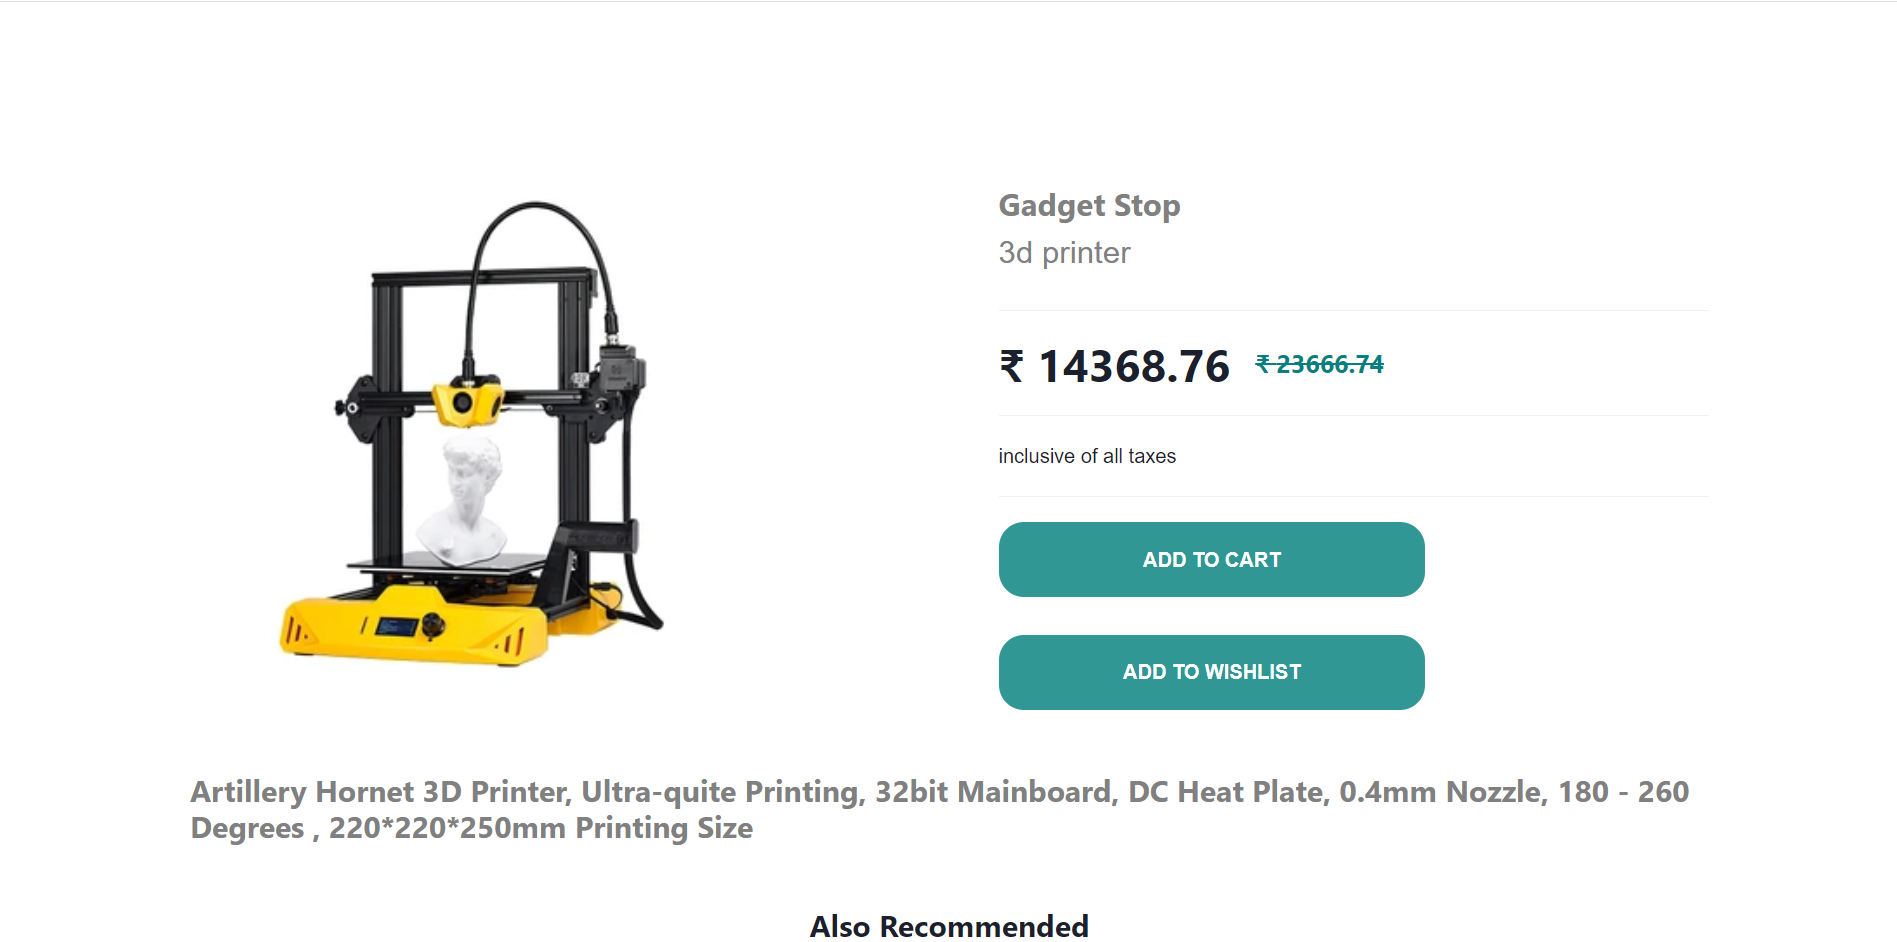 Gadget Stop
3d printer
₹ 14368.76 ₹ 23666.74
inclusive of all taxes
ADD TO CART
ADD TO WISHLIST
Artillery Hornet 3D Printer, Ultra-quite Printing, 32bit Mainboard, DC Heat Plate, 0.4mm Nozzle, 180 - 260
Degrees , 220*220*250mm Printing Size
Also Recommended